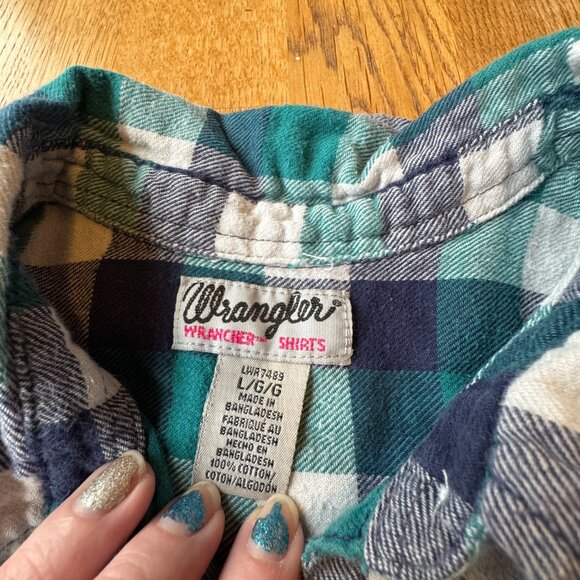 Wrangler®
WRANCHER™ SHIRTS
LWR7489
L/G/G
MADE IN
BANGLADESH
FABRIQUÉ AU
BANGLADESH
HECHO EN
BANGLADESH
100% COTTON/
COTON/ALGODÓN